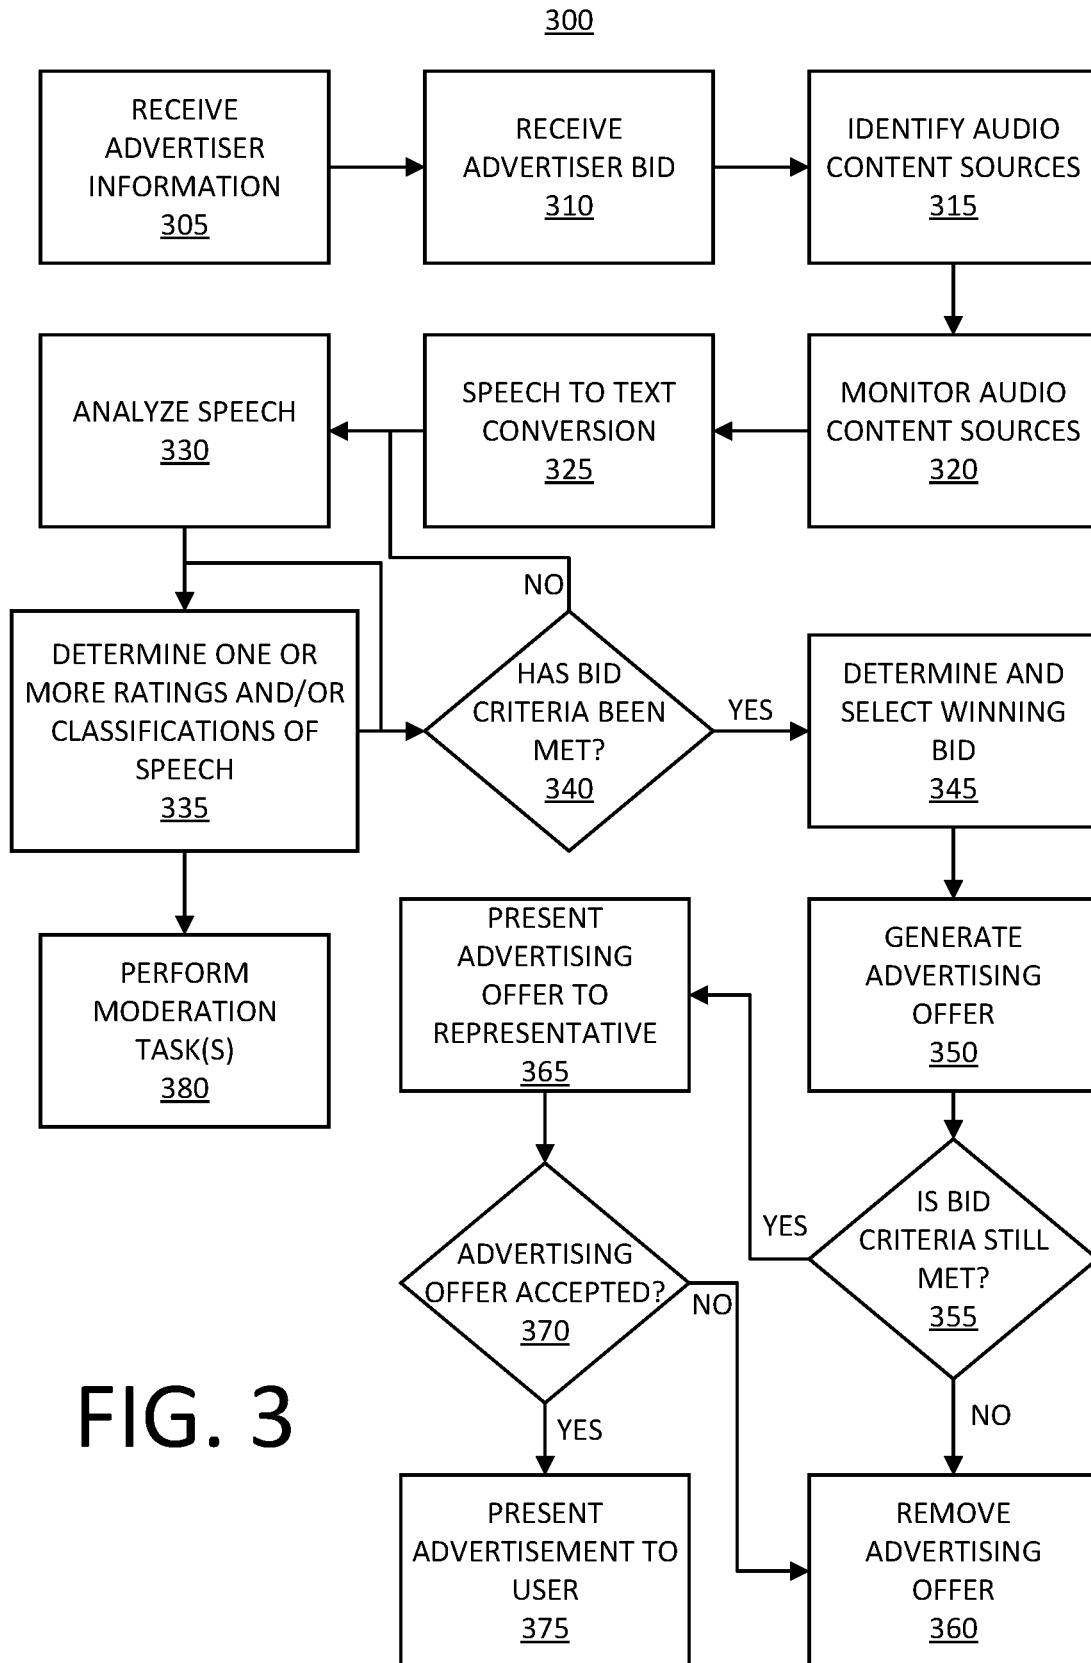 300
RECEIVE
ADVERTISER
INFORMATION
305
RECEIVE
ADVERTISER BID
310
IDENTIFY AUDIO
CONTENT SOURCES
315
ANALYZE SPEECH
330
SPEECH TO TEXT
CONVERSION
325
MONITOR AUDIO
CONTENT SOURCES
320
NO
DETERMINE ONE OR
MORE RATINGS AND/OR
CLASSIFICATIONS OF
SPEECH
335
HAS BID
CRITERIA BEEN
MET?
340
YES
DETERMINE AND
SELECT WINNING
BID
345
PERFORM
MODERATION
TASK(S)
380
PRESENT
ADVERTISING
OFFER TO
REPRESENTATIVE
365
GENERATE
ADVERTISING
OFFER
350
ADVERTISING
OFFER ACCEPTED?
370
NO
YES
IS BID
CRITERIA STILL
MET?
355
FIG. 3
YES
NO
PRESENT
ADVERTISEMENT TO
USER
375
REMOVE
ADVERTISING
OFFER
360